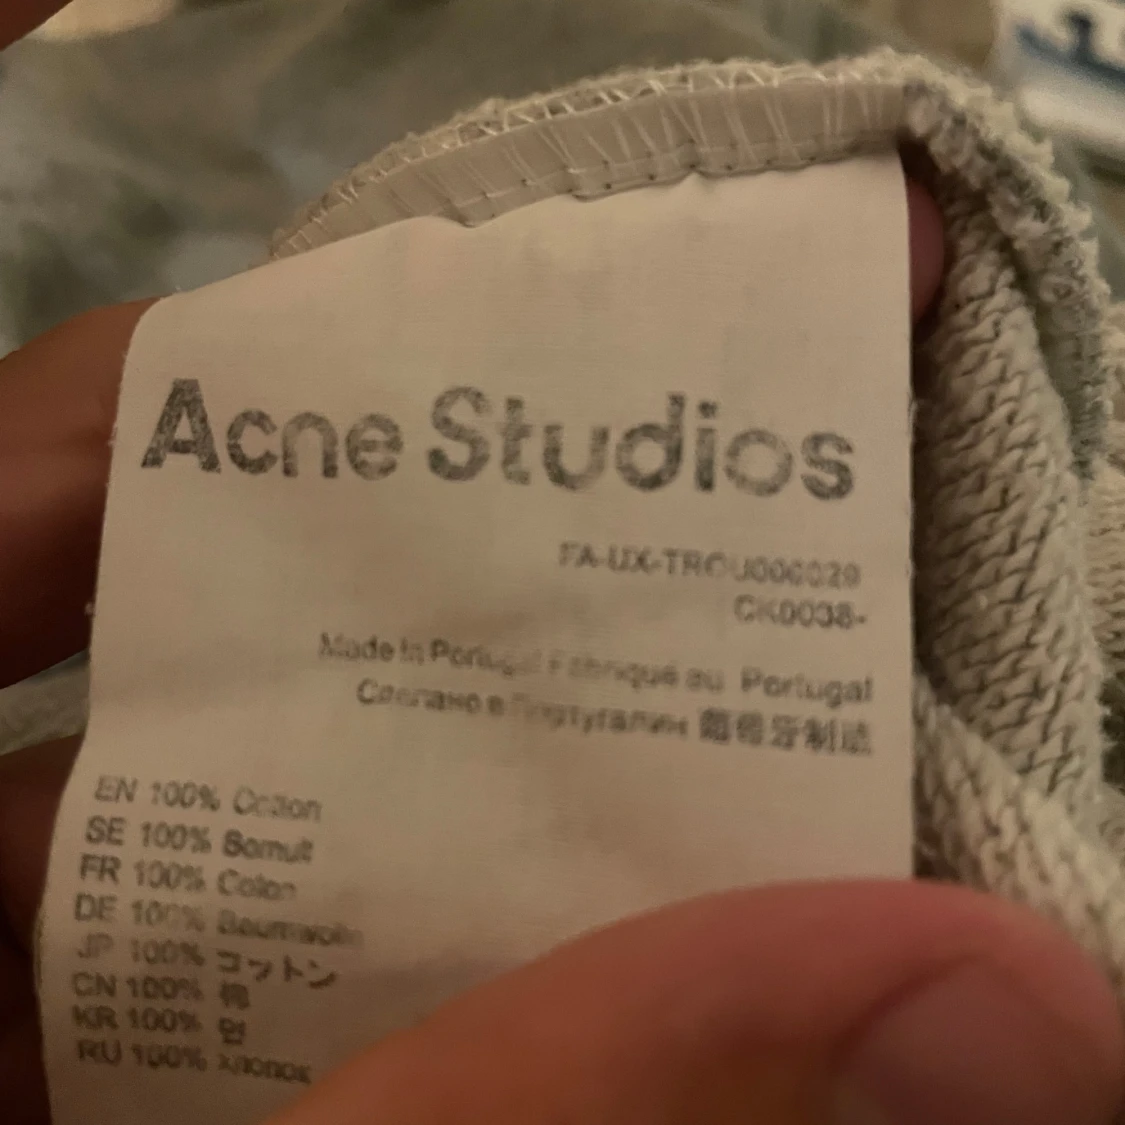 Acne Studios
FA-UX-TROU000029
CK0038-
Made in Portugal Fabriqué au Portugal
Сделано в Португалии 葡萄牙制造
EN 100% Cotton
SE 100% Bomull
FR 100% Coton
DE 100% Baumwolle
JP 100% コットン
CN 100% 棉
KR 100% 면
RU 100% хлопок